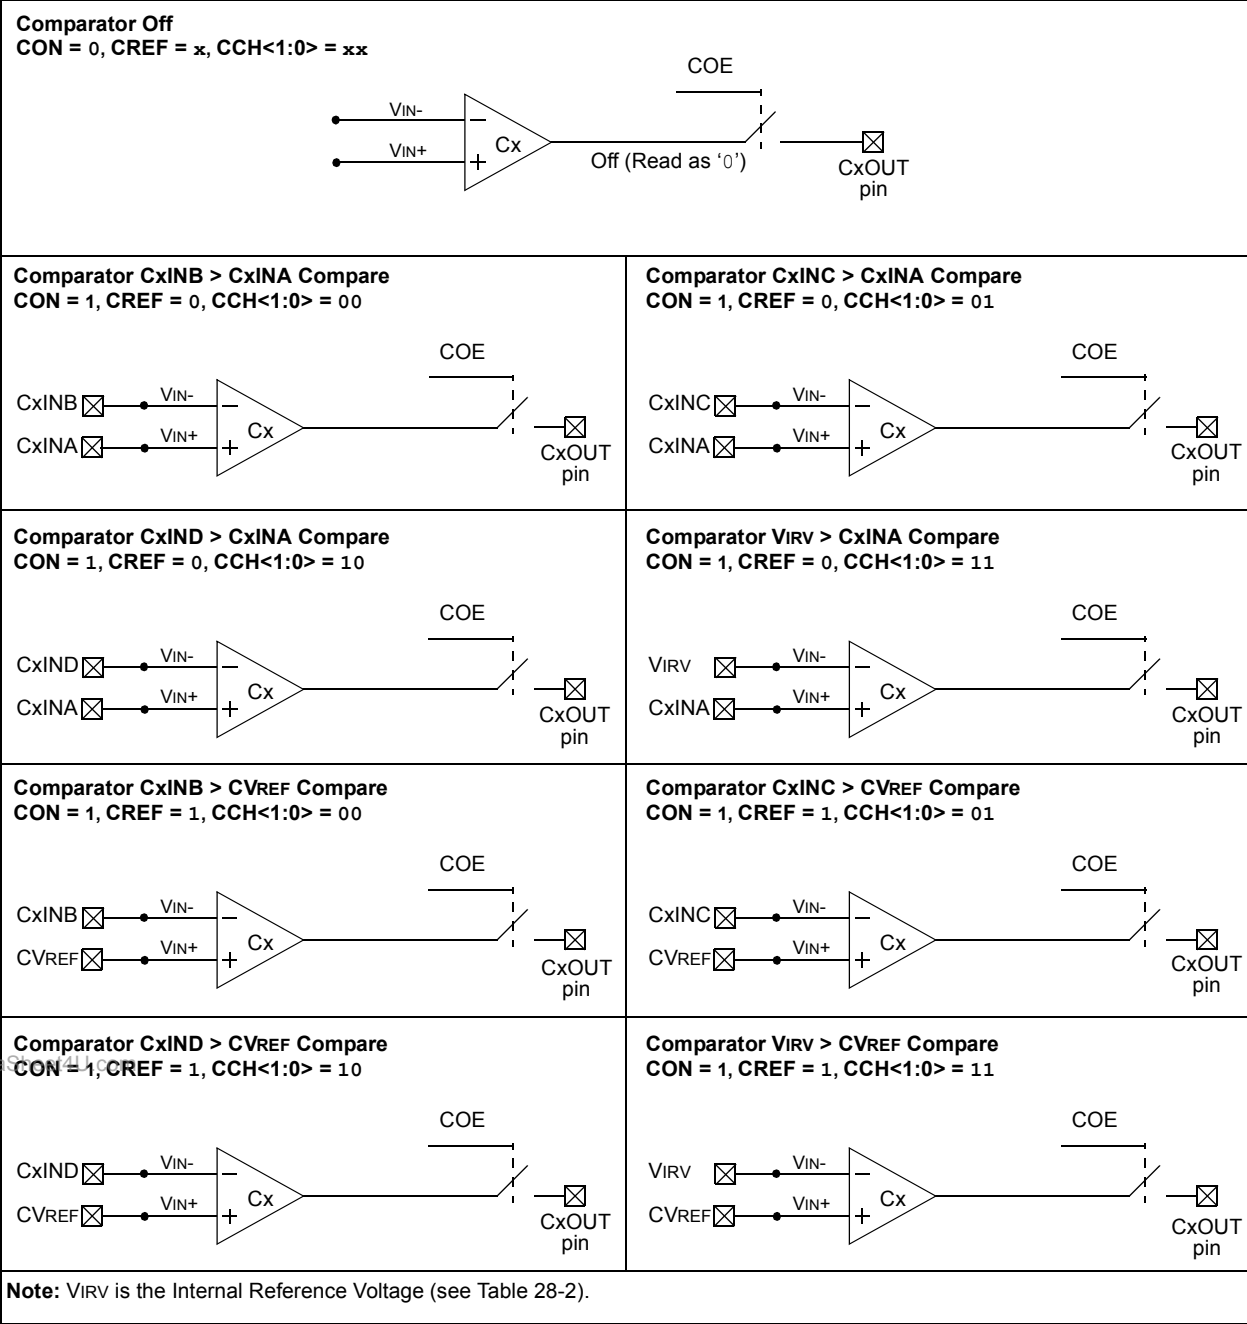 Comparator Off
CON = 0, CREF = x, CCH<1:0> = xx
COE
VIN-
VIN+
Cx
Off (Read as ‘0’)
CxOUT
pin
Comparator CxINB > CxINA Compare
CON = 1, CREF = 0, CCH<1:0> = 00
COE
CxINB
VIN-
CxINA
VIN+
Cx
CxOUT
pin
Comparator CxINC > CxINA Compare
CON = 1, CREF = 0, CCH<1:0> = 01
COE
CxINC
VIN-
CxINA
VIN+
Cx
CxOUT
pin
Comparator CxIND > CxINA Compare
CON = 1, CREF = 0, CCH<1:0> = 10
COE
CxIND
VIN-
CxINA
VIN+
Cx
CxOUT
pin
Comparator VIRV > CxINA Compare
CON = 1, CREF = 0, CCH<1:0> = 11
COE
VIRV
VIN-
CxINA
VIN+
Cx
CxOUT
pin
Comparator CxINB > CVREF Compare
CON = 1, CREF = 1, CCH<1:0> = 00
COE
CxINB
VIN-
CVREF
VIN+
Cx
CxOUT
pin
Comparator CxINC > CVREF Compare
CON = 1, CREF = 1, CCH<1:0> = 01
COE
CxINC
VIN-
CVREF
VIN+
Cx
CxOUT
pin
Comparator CxIND > CVREF Compare
CON = 1, CREF = 1, CCH<1:0> = 10
COE
CxIND
VIN-
CVREF
VIN+
Cx
CxOUT
pin
Comparator VIRV > CVREF Compare
CON = 1, CREF = 1, CCH<1:0> = 11
COE
VIRV
VIN-
CVREF
VIN+
Cx
CxOUT
pin
Note: VIRV is the Internal Reference Voltage (see Table 28-2).